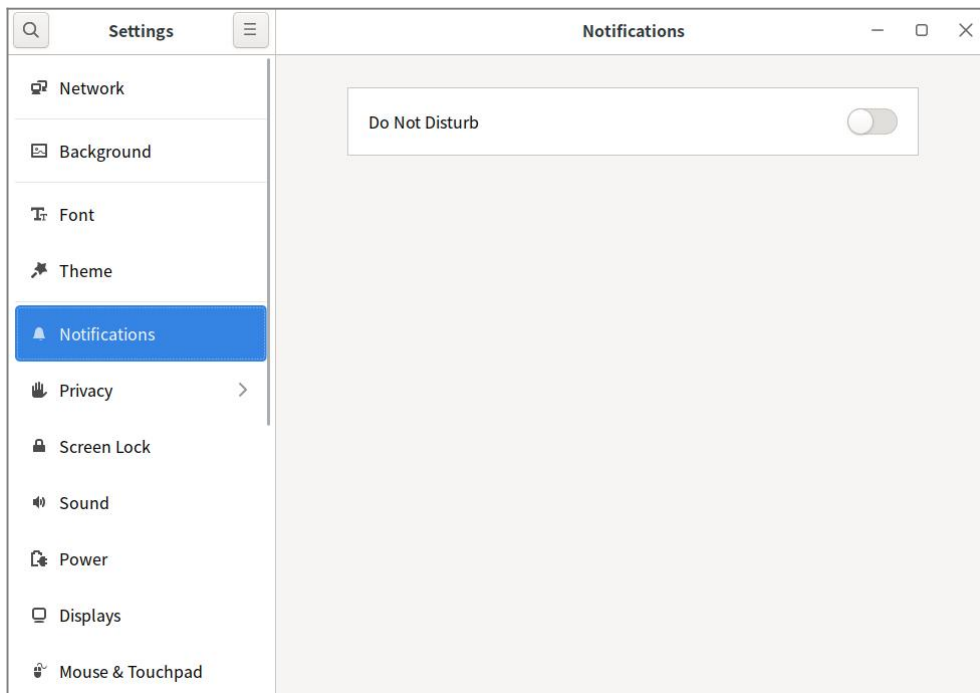 Settings
Notifications
Network
Background
Font
Theme
Notifications
Privacy
Screen Lock
Sound
Power
Displays
Mouse & Touchpad
Do Not Disturb